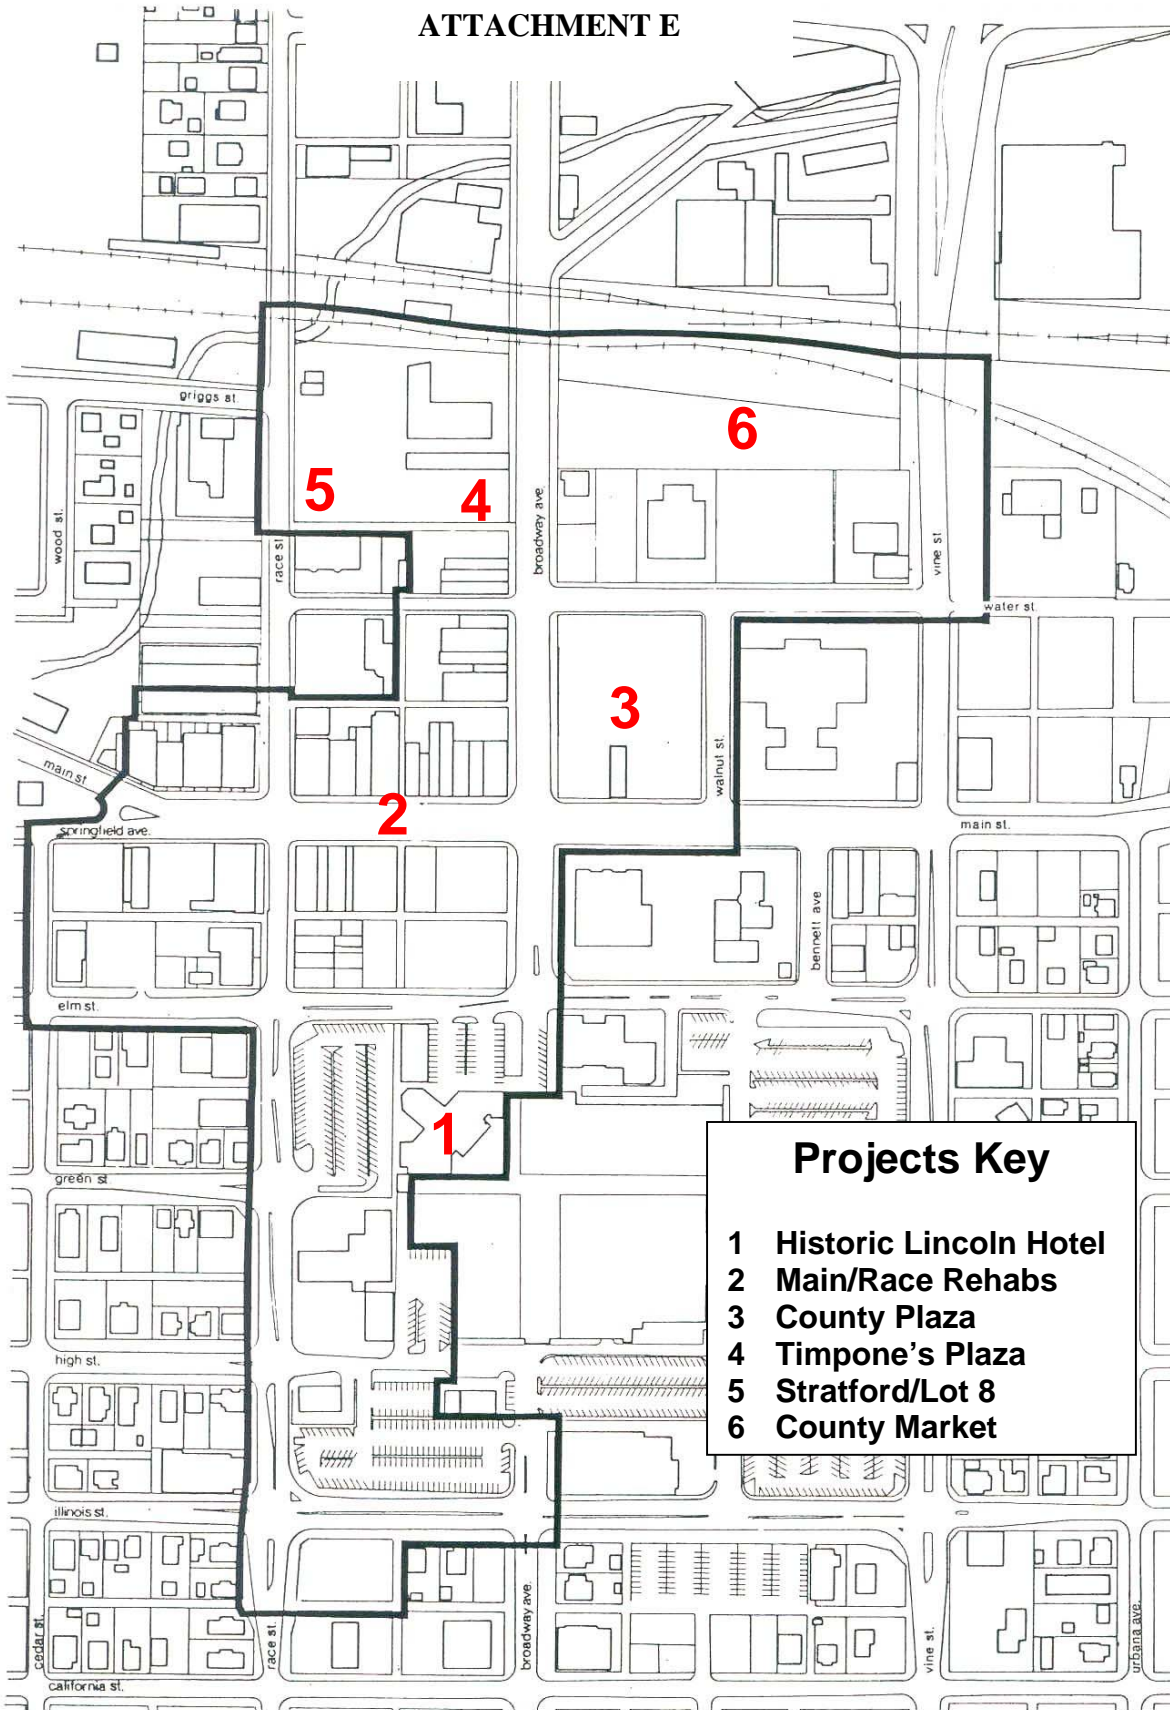 ATTACHMENT E
griggs st.
6
5
4
wood st.
race st
broadway ave.
vine st
water st.
3
walnut st.
main st
2
springfield ave.
main st.
bennett ave
elm st.
1
green st
Projects Key
1 Historic Lincoln Hotel
2 Main/Race Rehabs
3 County Plaza
4 Timpone's Plaza
5 Stratford/Lot 8
6 County Market
high st.
illinois st.
cedar st.
race st.
broadway ave.
vine st.
urbana ave.
california st.